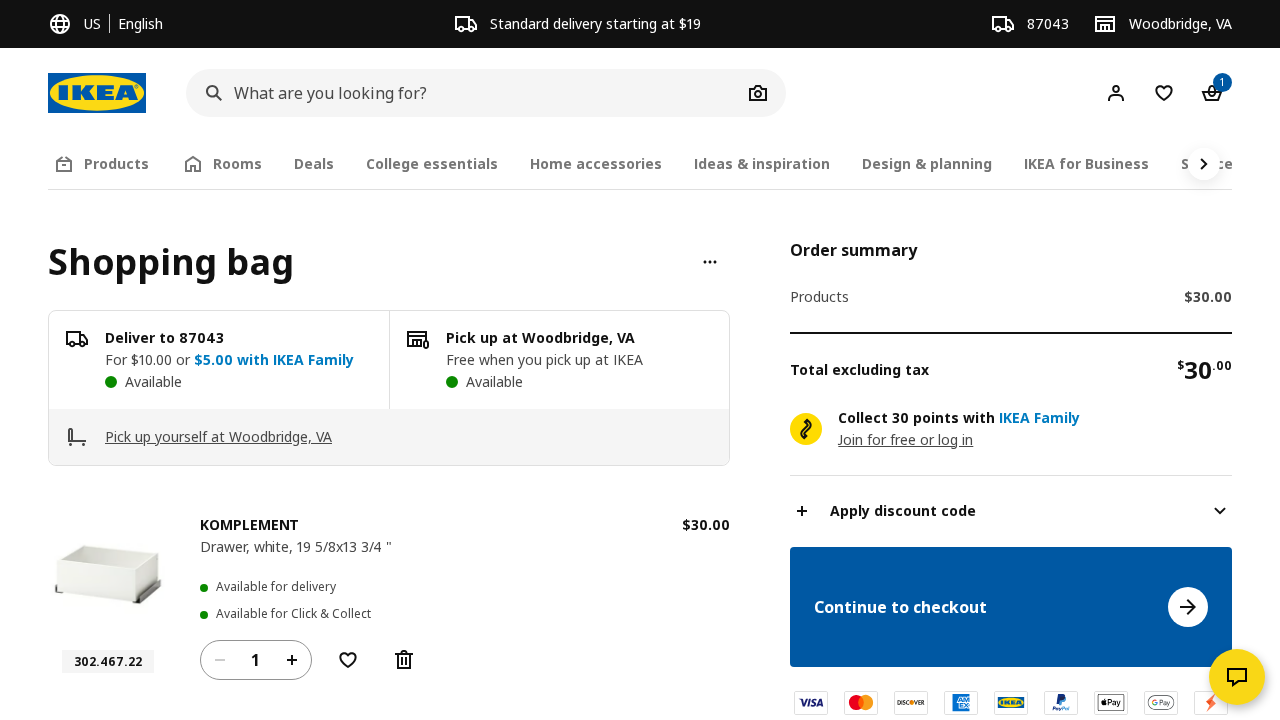 US | English
Standard delivery starting at $19
87043
Woodbridge, VA
IKEA
What are you looking for?
1
Products
Rooms
Deals
College essentials
Home accessories
Ideas & inspiration
Design & planning
IKEA for Business
Shopping bag
Deliver to 87043
For $10.00 or $5.00 with IKEA Family
Available
Pick up at Woodbridge, VA
Free when you pick up at IKEA
Available
Pick up yourself at Woodbridge, VA
KOMPLEMENT
$30.00
Drawer, white, 19 5/8x13 3/4 "
Available for delivery
Available for Click & Collect
302.467.22
1
Order summary
Products
$30.00
Total excluding tax
$30.00
Collect 30 points with IKEA Family
Join for free or log in
Apply discount code
Continue to checkout
VISA
DISCOVER
AMEX
IKEA
PayPal
Pay
G Pay